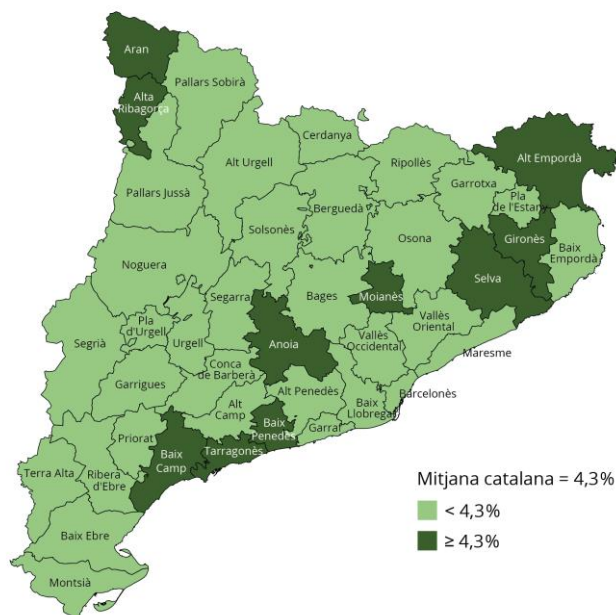 Aran
Pallars Sobirà
Alta
Ribagorça
Cerdanya
Alt Urgell
Ripollès
Alt Empordà
Garrotxa
Pla
de l'Estany
Pallars Jussà
Berguedà
Solsonès
Osona
Gironès
Baix
Empordà
Noguera
Selva
Segarra
Bages
Moianès
Vallès
Oriental
Pla
d'Urgell
Segrià
Urgell
Anoia
Vallès
Occidental
Maresme
Conca
de Barberà
Garrigues
Alt Penedès
Barcelonès
Alt
Camp
Baix
Llobregat
Baix
Penedès
Garraf
Priorat
Baix
Camp
Tarragonès
Terra Alta
Ribera
d'Ebre
Baix Ebre
Montsià
Mitjana catalana = 4,3%
< 4,3%
≥ 4,3%